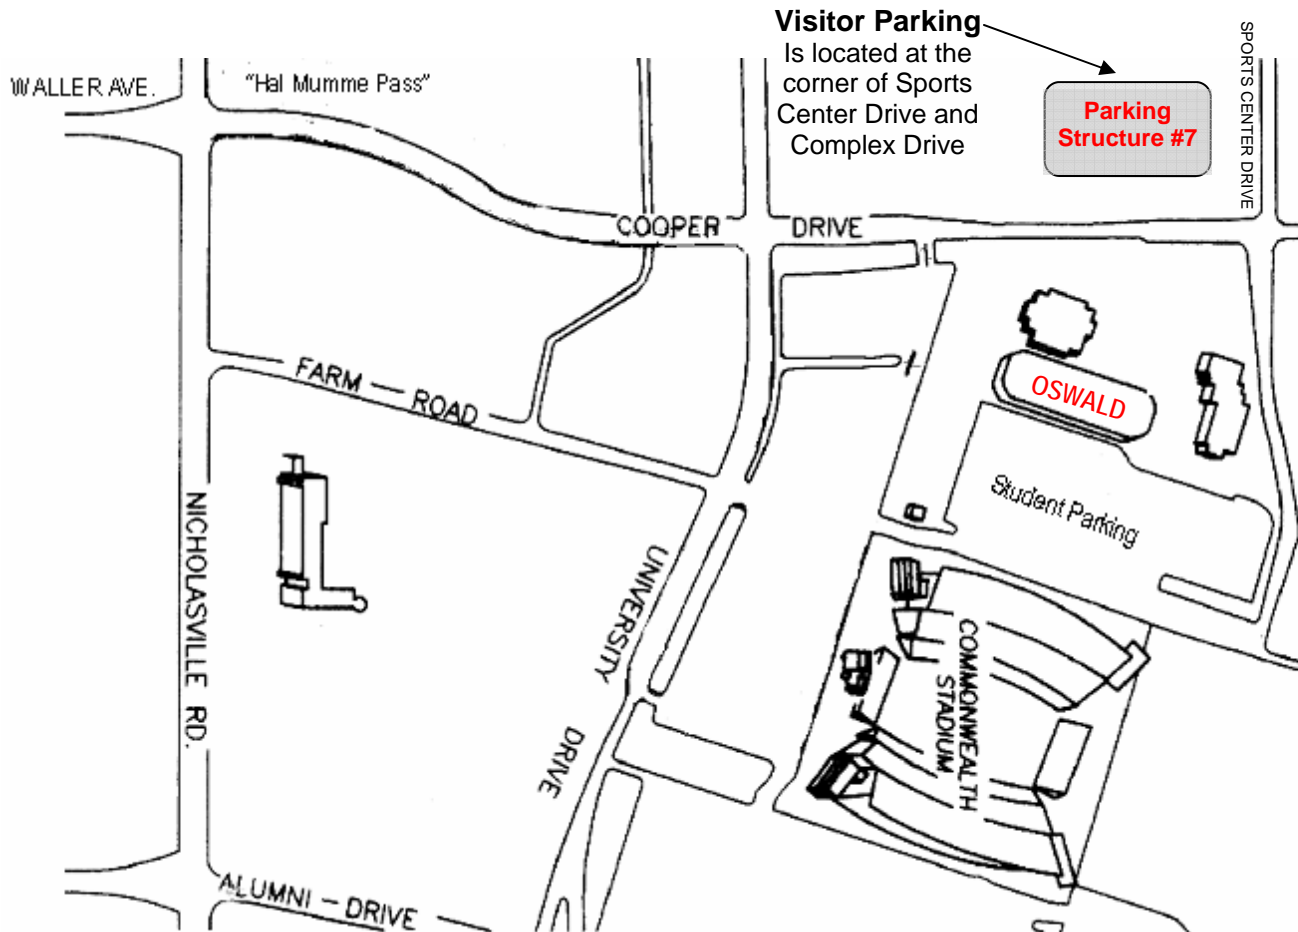 Visitor Parking
Is located at the
corner of Sports
Center Drive and
Complex Drive
Parking
Structure #7
SPORTS CENTER DRIVE
WALLER AVE.
"Hal Mumme Pass"
COOPER DRIVE
FARM ROAD
OSWALD
Student Parking
NICHOLASVILLE RD.
UNIVERSITY DRIVE
COMMONWEALTH
STADIUM
ALUMNI - DRIVE